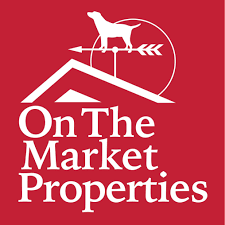 On The
Market
Properties